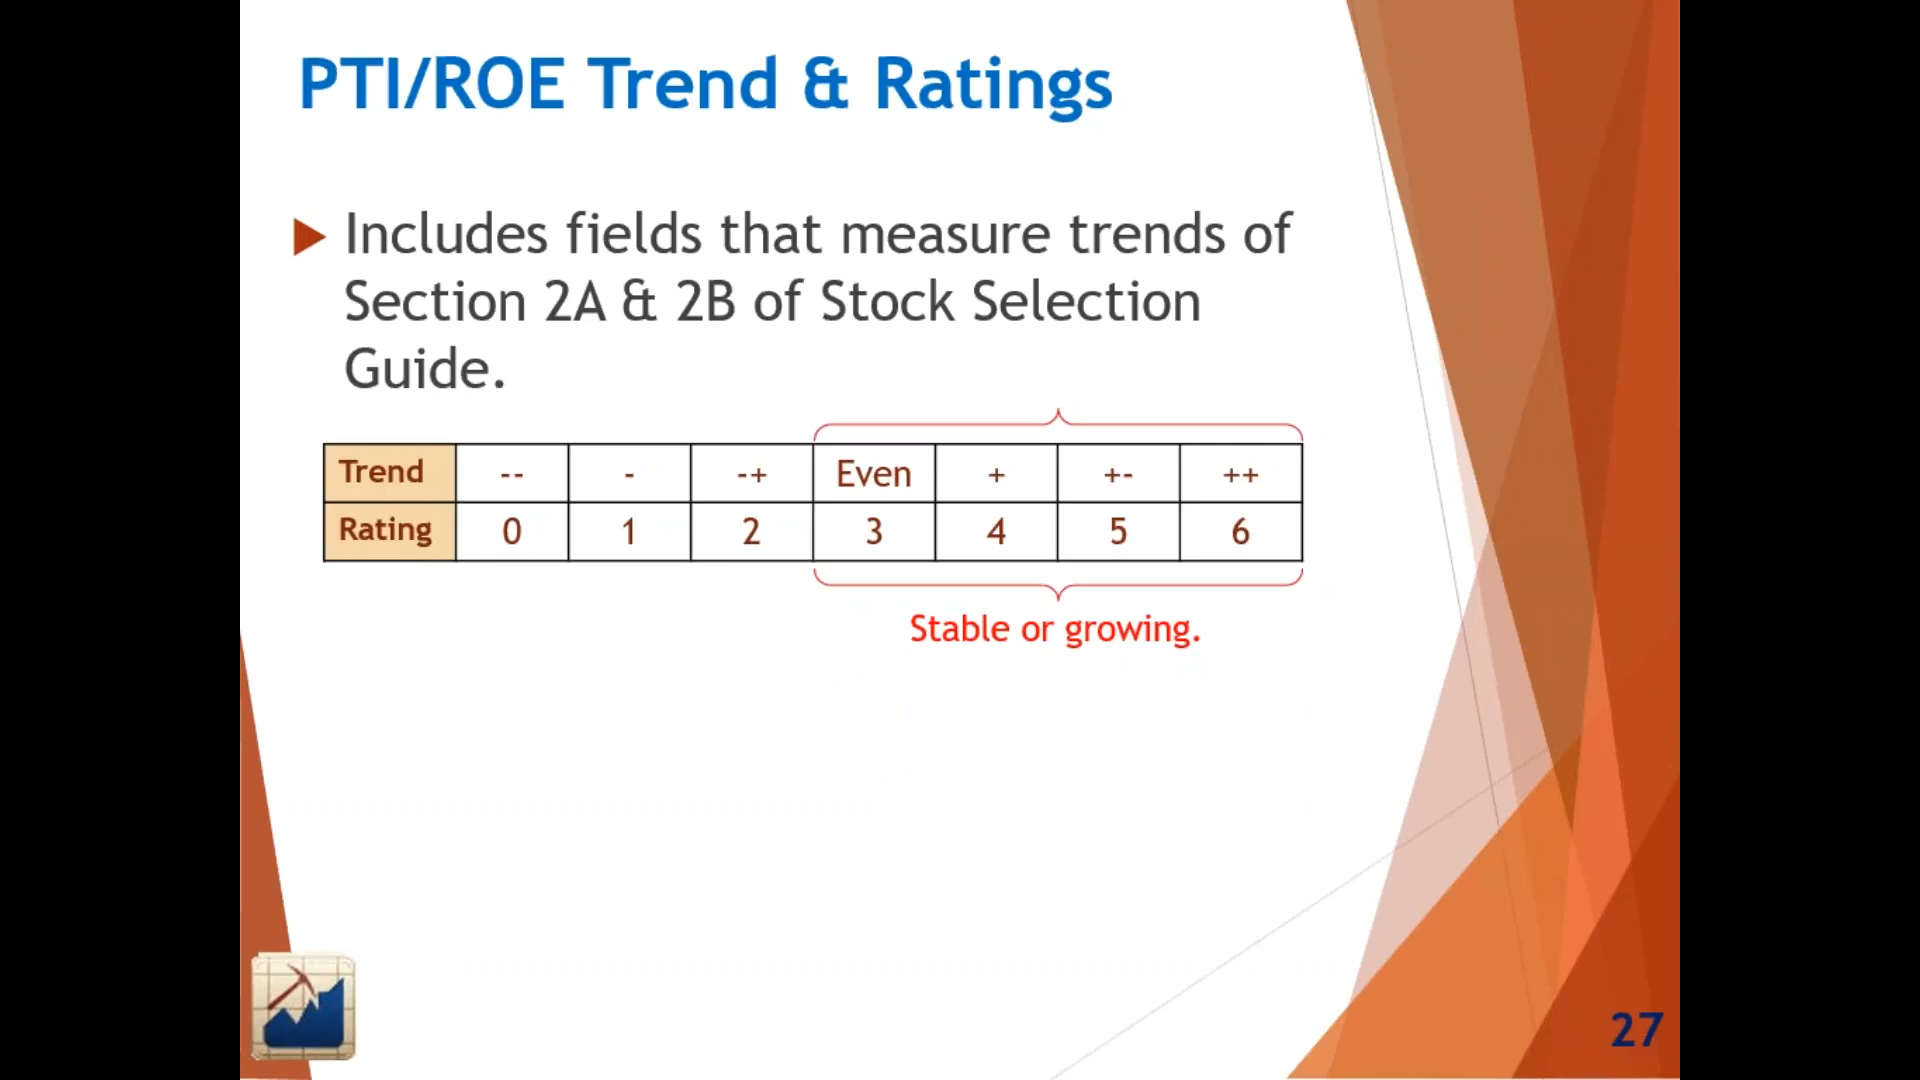 PTI/ROE Trend & Ratings
Includes fields that measure trends of
Section 2A & 2B of Stock Selection
Guide.
Trend -- - -+ Even + +- ++
Rating 0 1 2 3 4 5 6
Stable or growing.
27